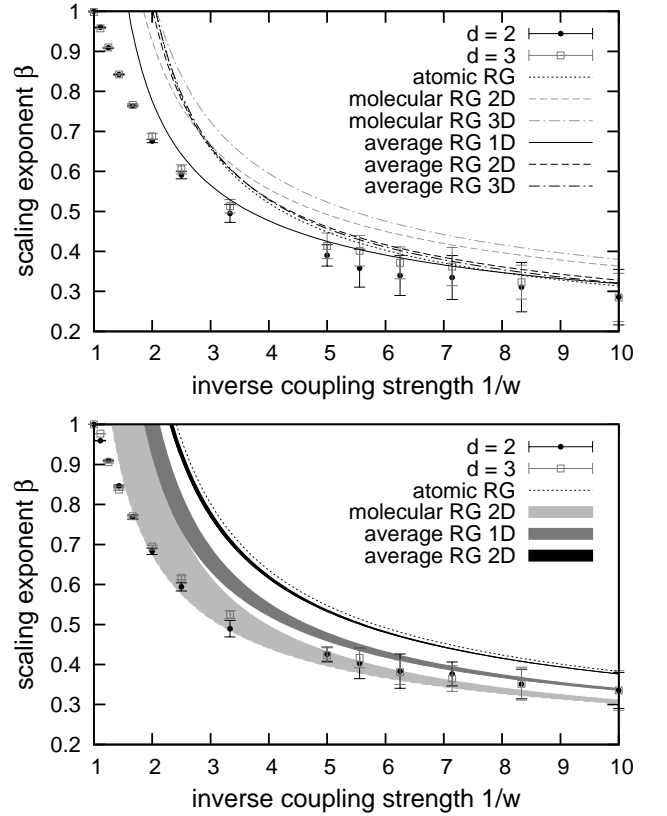 1
0.9
0.8
0.7
0.6
0.5
0.4
0.3
0.2
scaling exponent β
d = 2
d = 3
atomic RG
molecular RG 2D
molecular RG 3D
average RG 1D
average RG 2D
average RG 3D
1 2 3 4 5 6 7 8 9 10
inverse coupling strength 1/w
1
0.9
0.8
0.7
0.6
0.5
0.4
0.3
0.2
scaling exponent β
d = 2
d = 3
atomic RG
molecular RG 2D
average RG 1D
average RG 2D
1 2 3 4 5 6 7 8 9 10
inverse coupling strength 1/w